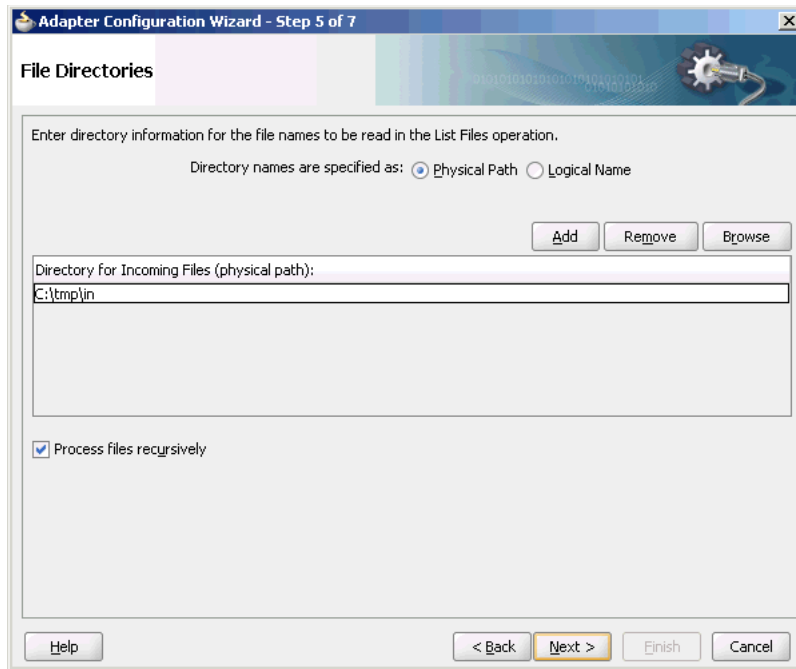 Adapter Configuration Wizard - Step 5 of 7
File Directories
Enter directory information for the file names to be read in the List Files operation.
Directory names are specified as: Physical Path Logical Name
Add Remove Browse
Directory for Incoming Files (physical path):
C:\tmp\in
Process files recursively
Help < Back Next > Finish Cancel